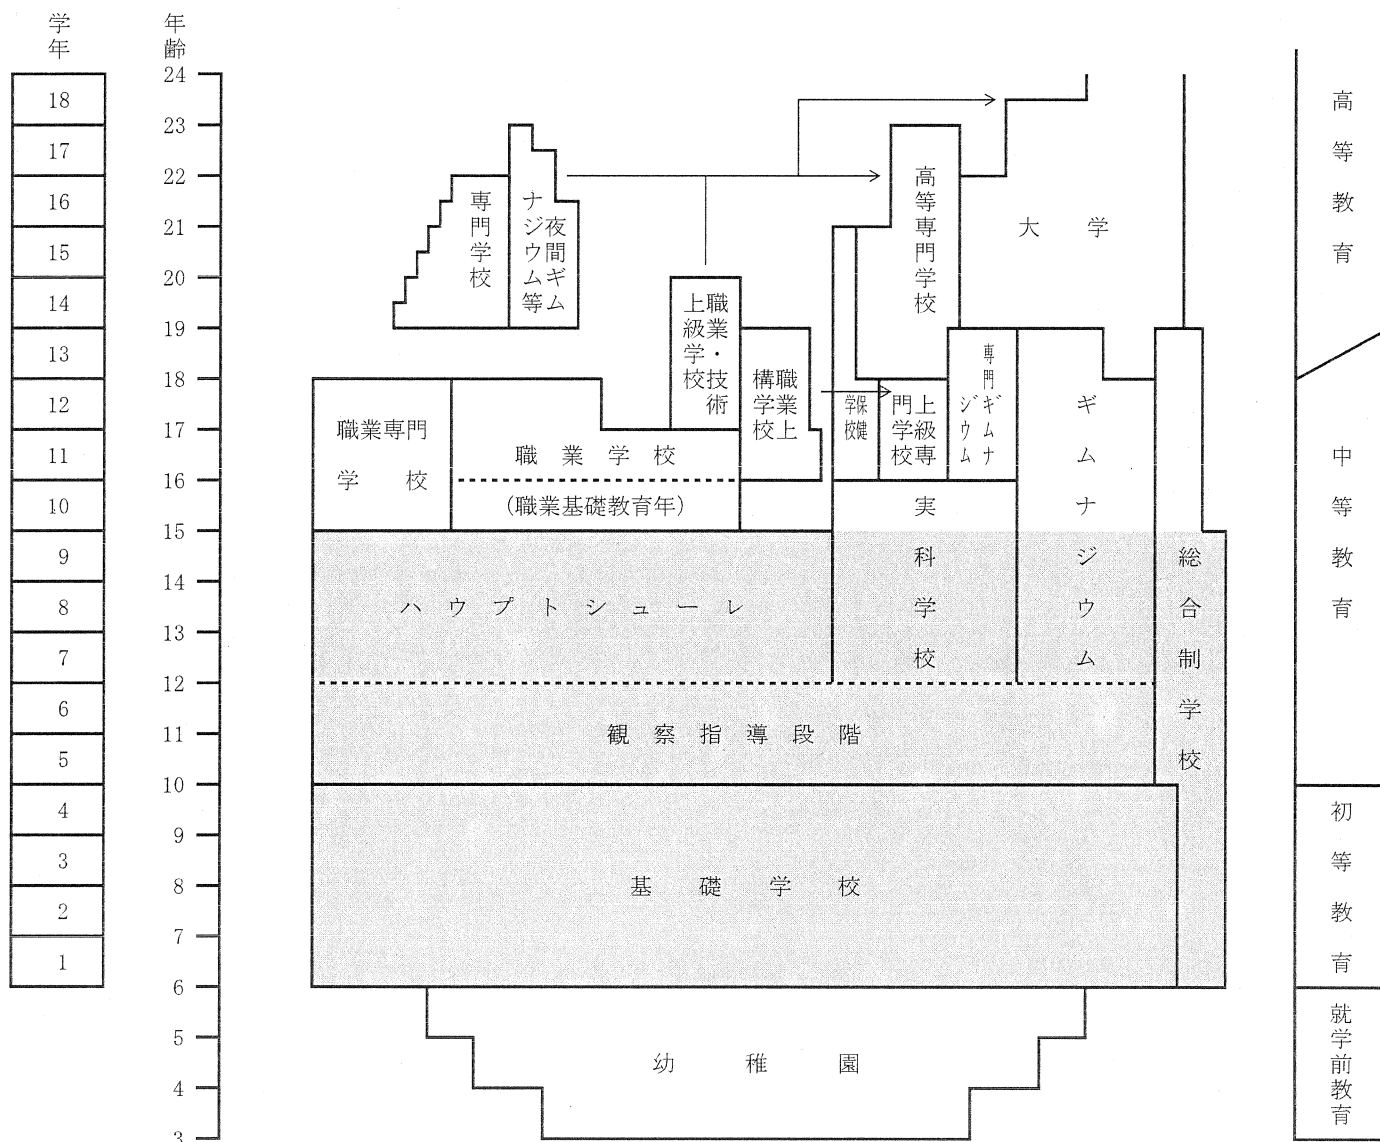 学年
年齢
24
18
23
17
22
16
21
15
20
14
19
13
18
12
17
11
16
10
15
9
14
8
13
7
12
6
11
5
10
4
9
3
8
2
7
1
6
5
4
3
専門学校
夜間ギム
ナジウム等
高等専門学校
大学
職業・技術
上級学校
職業上
構学校
保健
学校
上級専
門学校
専門ギムナ
ジウム
ギムナジウム
職業専門
学校
職業学校
(職業基礎教育年)
実科学校
総合制学校
ハウプトシューレ
観察指導段階
基礎学校
幼稚園
高等教育
中等教育
初等教育
就学前教育